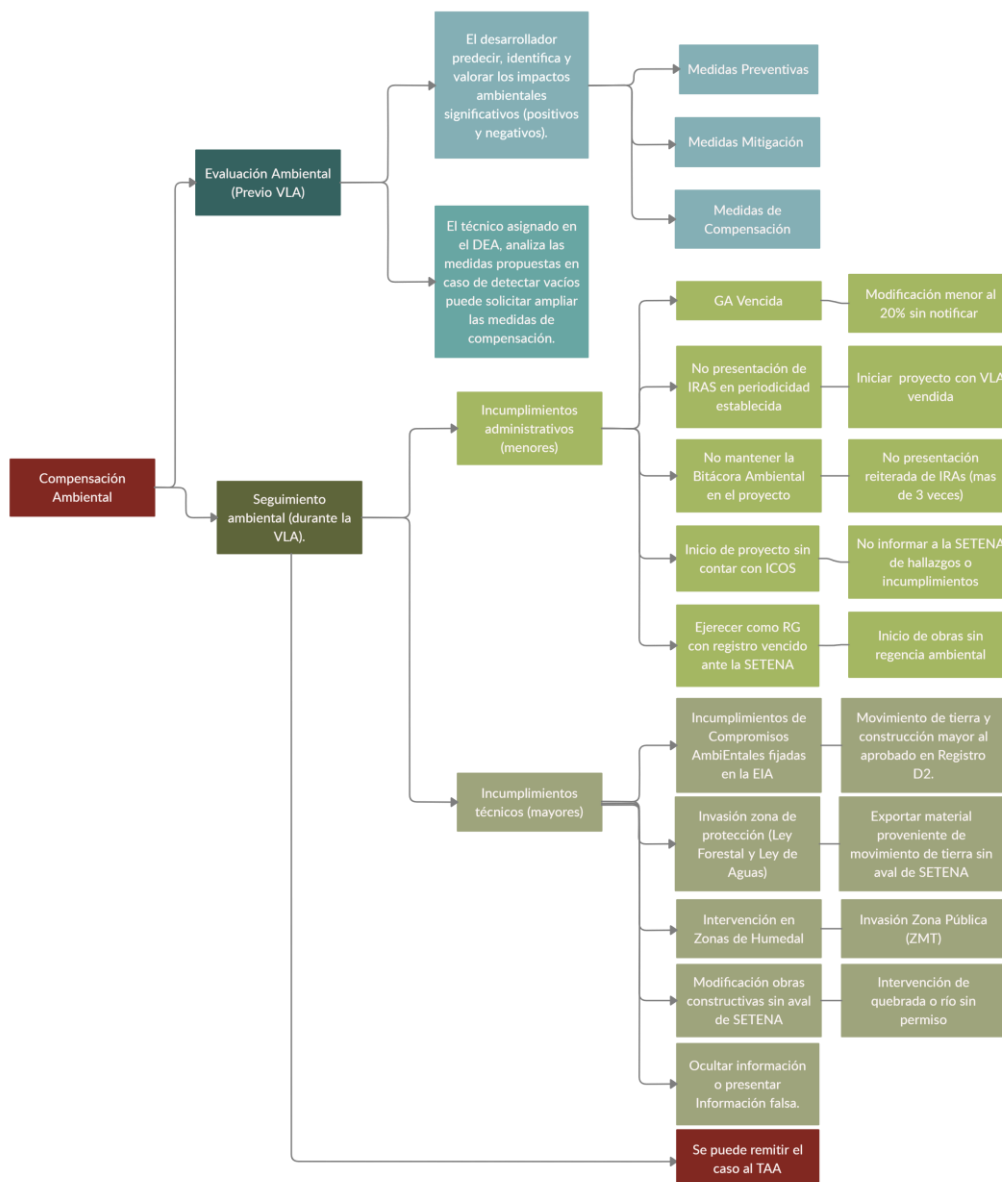 El desarrollador
predecir, identifica y
valorar los impactos
ambientales
significativos (positivos
y negativos).
Medidas Preventivas
Medidas Mitigación
Medidas de
Compensación
Evaluación Ambiental
(Previo VLA)
El técnico asignado en
el DEA, analiza las
medidas propuestas en
caso de detectar vacíos
puede solicitar ampliar
las medidas de
compensación.
GA Vencida
Modificación menor al
20% sin notificar
No presentación de
IRAS en periodicidad
establecida
Iniciar proyecto con VLA
vendida
Incumplimientos
administrativos
(menores)
No mantener la
Bitácora Ambiental
en el proyecto
No presentación
reiterada de IRAs (mas
de 3 veces)
Compensación
Ambiental
Seguimiento
ambiental (durante la
VLA).
Inicio de proyecto sin
contar con ICOS
No informar a la SETENA
de hallazgos o
incumplimientos
Ejerecer como RG
con registro vencido
ante la SETENA
Inicio de obras sin
regencia ambiental
Incumplimientos de
Compromisos
AmbiEntales fijadas
en la EIA
Movimiento de tierra y
construcción mayor al
aprobado en Registro
D2.
Incumplimientos
técnicos (mayores)
Invasión zona de
protección (Ley
Forestal y Ley de
Aguas)
Exportar material
proveniente de
movimiento de tierra sin
aval de SETENA
Intervención en
Zonas de Humedal
Invasión Zona Pública
(ZMT)
Modificación obras
constructivas sin aval
de SETENA
Intervención de
quebrada o río sin
permiso
Ocultar información
o presentar
Información falsa.
Se puede remitir el
caso al TAA